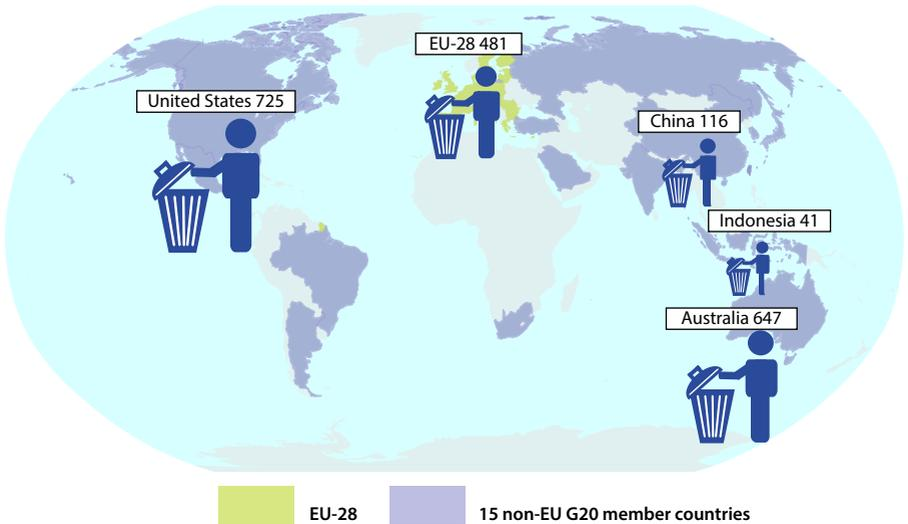 EU-28 481
United States 725
China 116
Indonesia 41
Australia 647
EU-28
15 non-EU G20 member countries